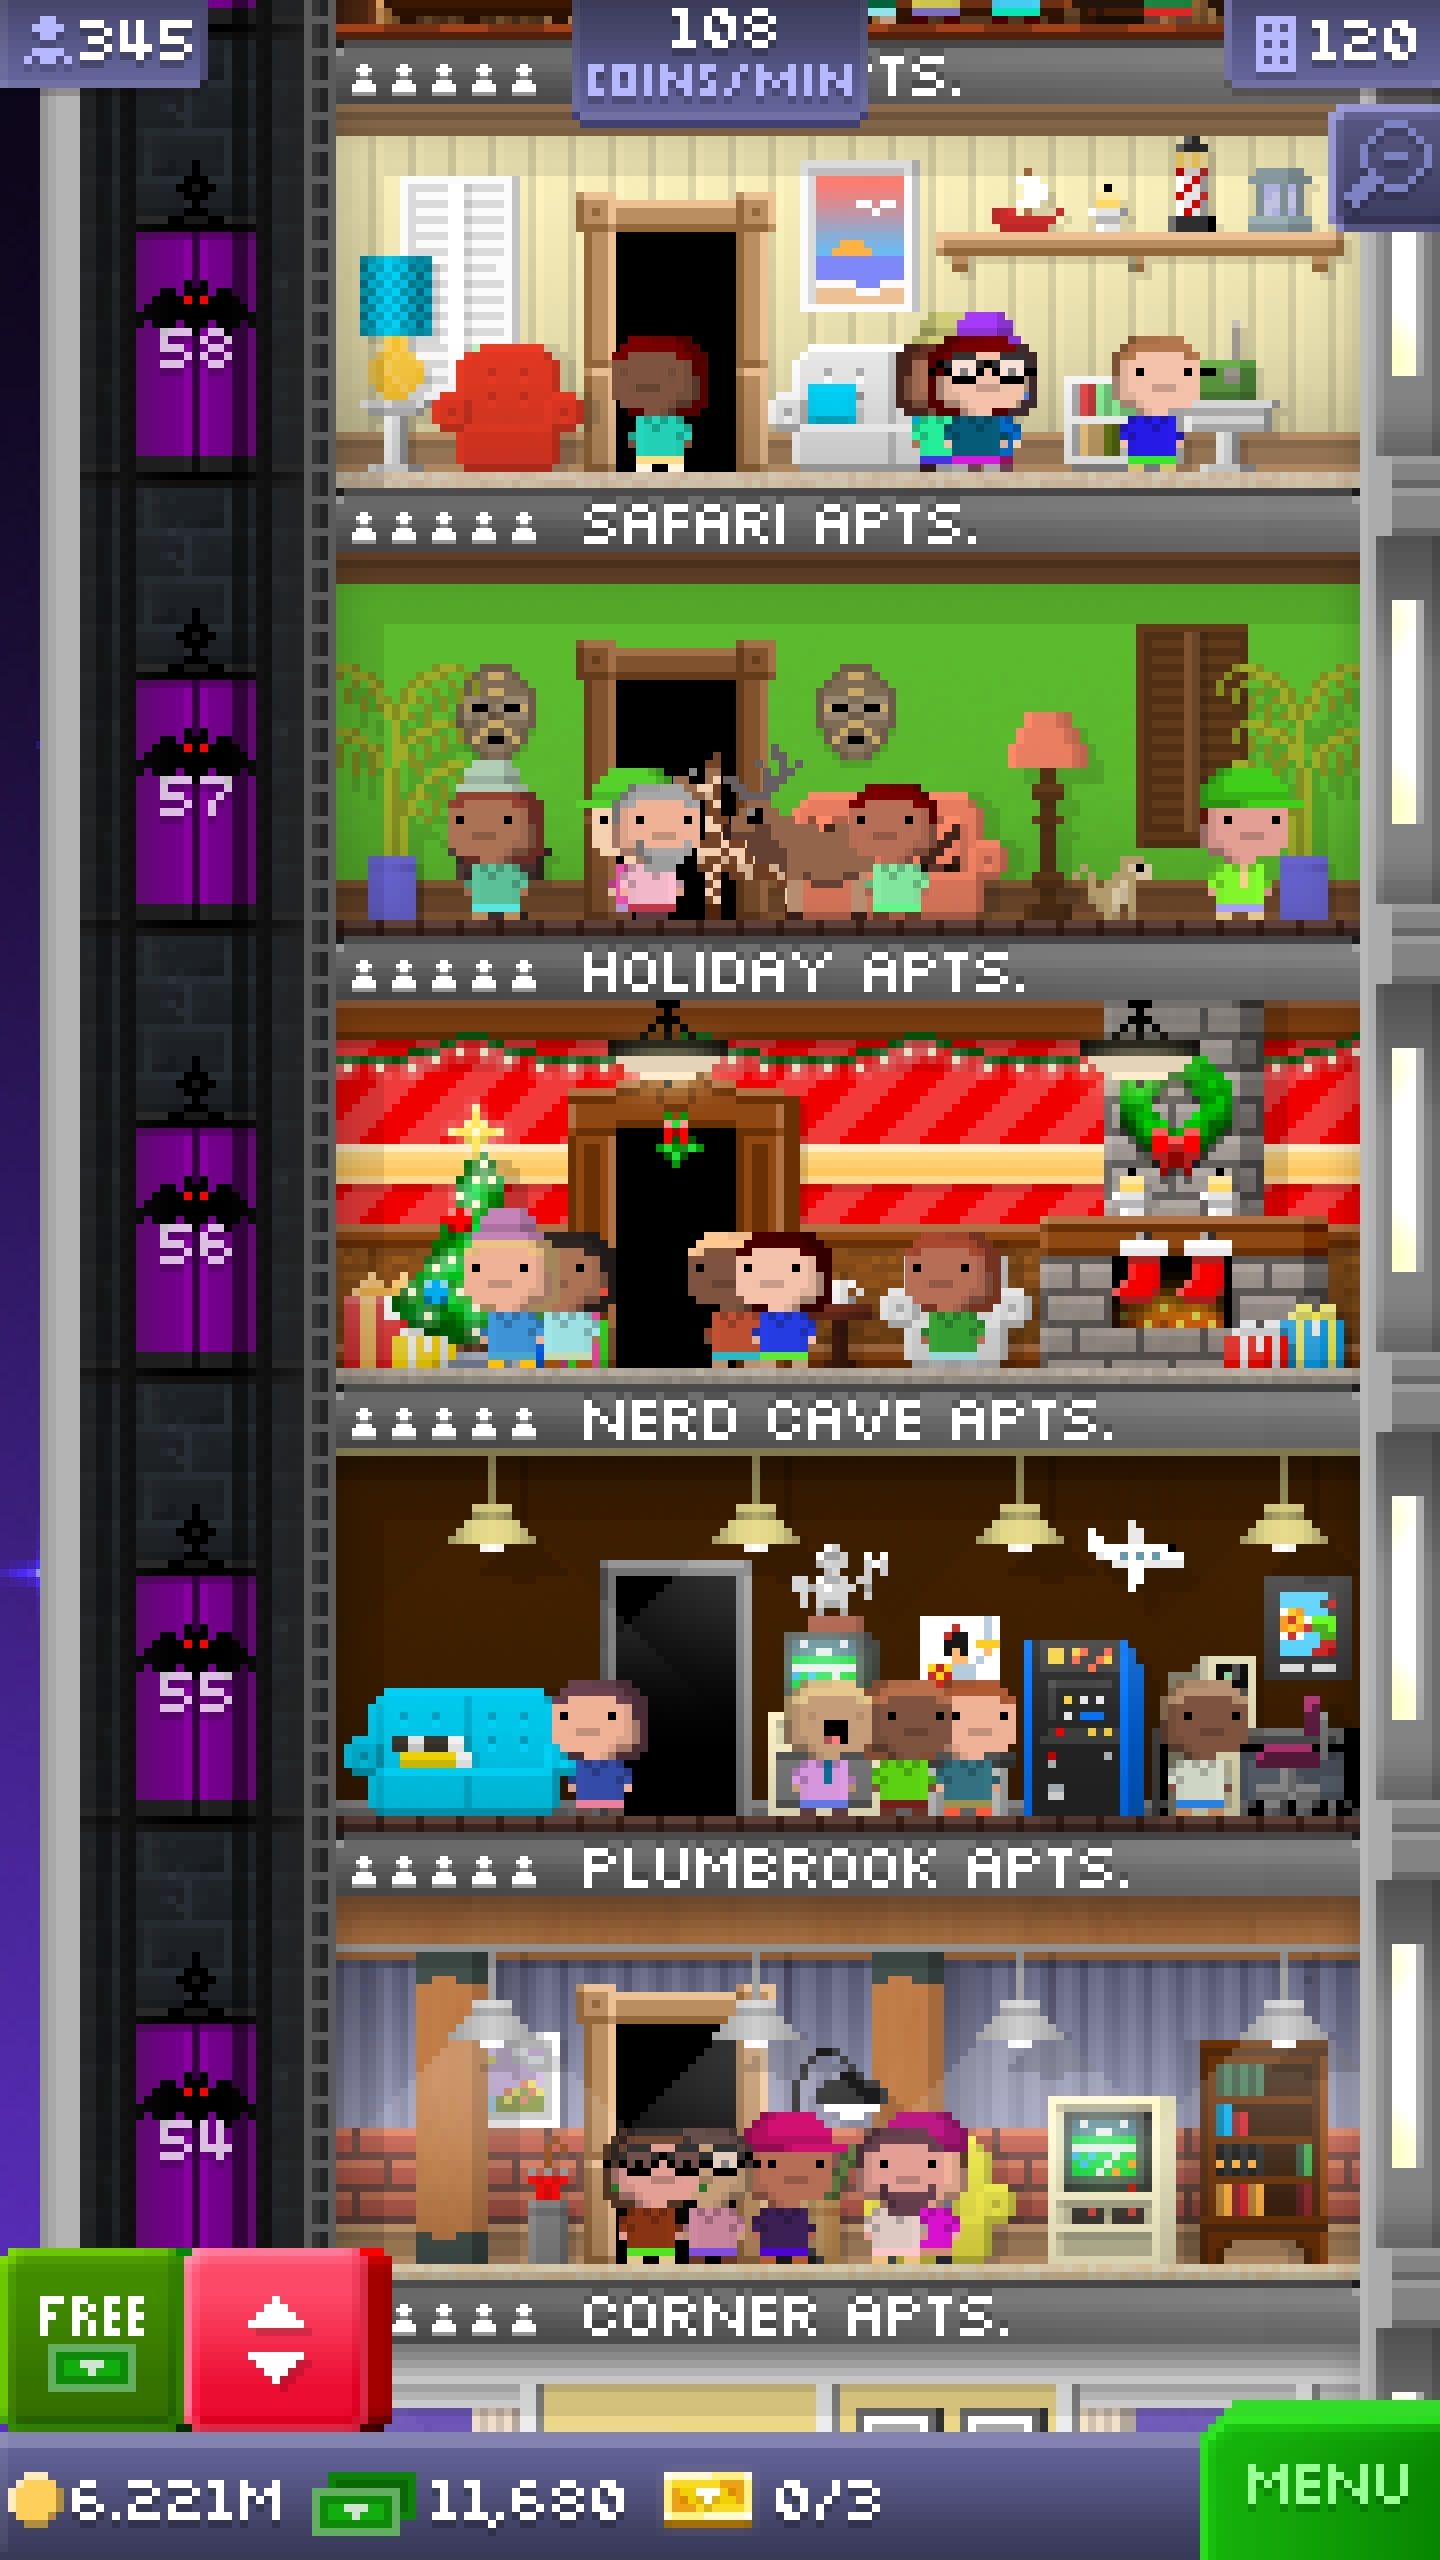 345
108
COINS/MIN
120
TS.
58
SAFARI APTS.
57
HOLIDAY APTS.
56
NERD CAVE APTS.
55
PLUMBROOK APTS.
54
CORNER APTS.
FREE
6.221M
11,680
0/3
MENU